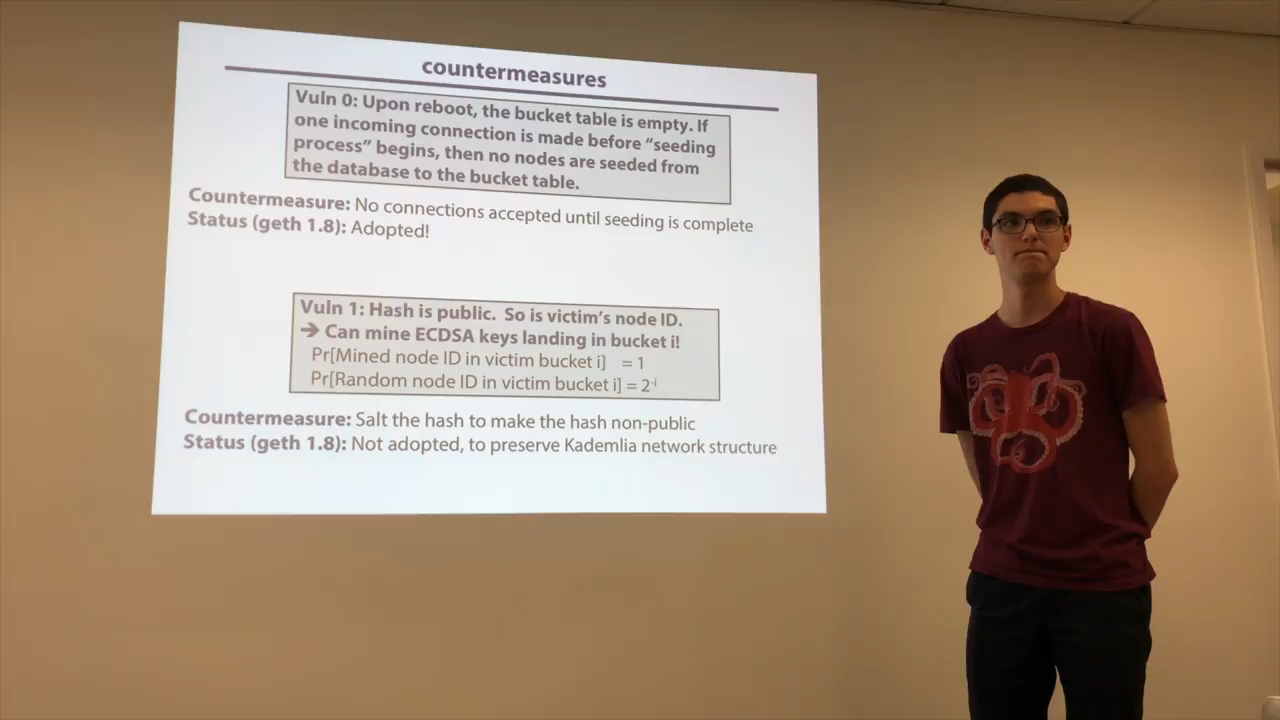 countermeasures
Vuln 0: Upon reboot, the bucket table is empty. If
one incoming connection is made before “seeding
process” begins, then no nodes are seeded from
the database to the bucket table.
Countermeasure: No connections accepted until seeding is complete
Status (geth 1.8): Adopted!
Vuln 1: Hash is public. So is victim’s node ID.
➔ Can mine ECDSA keys landing in bucket i!
Pr[Mined node ID in victim bucket i] = 1
Pr[Random node ID in victim bucket i] = 2⁻ⁱ
Countermeasure: Salt the hash to make the hash non-public
Status (geth 1.8): Not adopted, to preserve Kademlia network structure